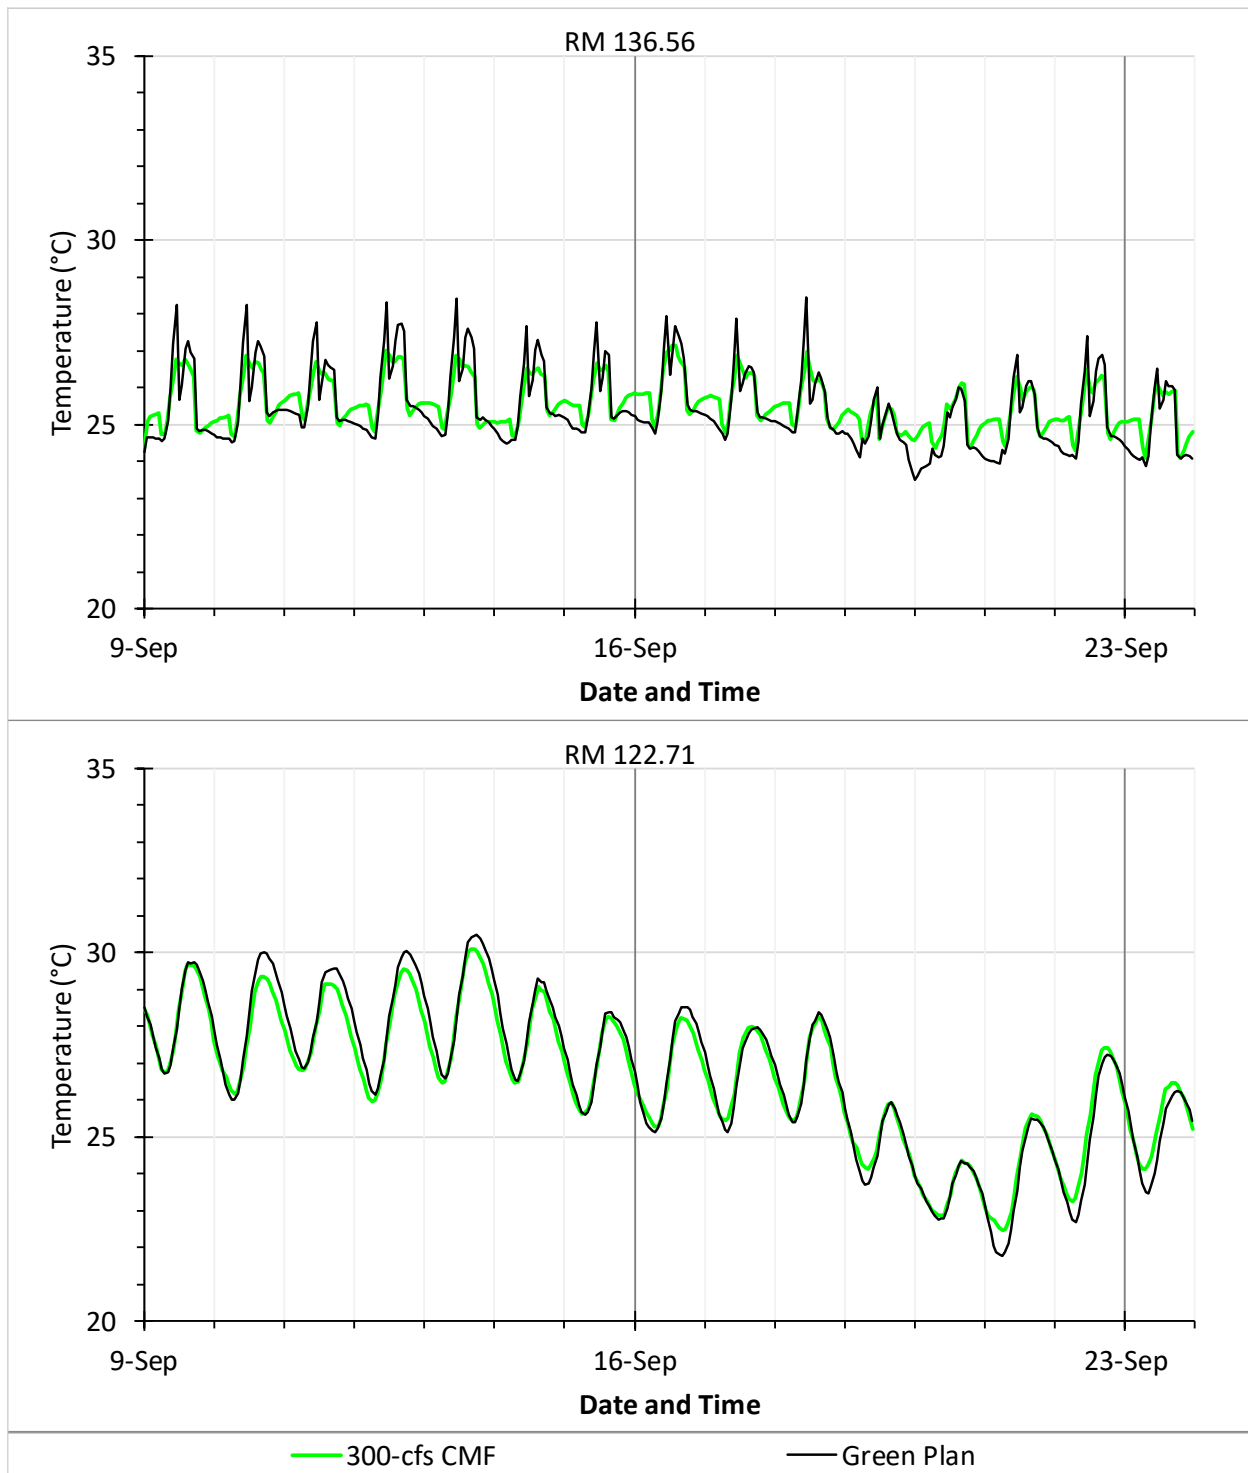 RM 136.56
35
30
25
20
Temperature (°C)
9-Sep 16-Sep 23-Sep
Date and Time
RM 122.71
35
30
25
20
Temperature (°C)
9-Sep 16-Sep 23-Sep
Date and Time
300-cfs CMF Green Plan